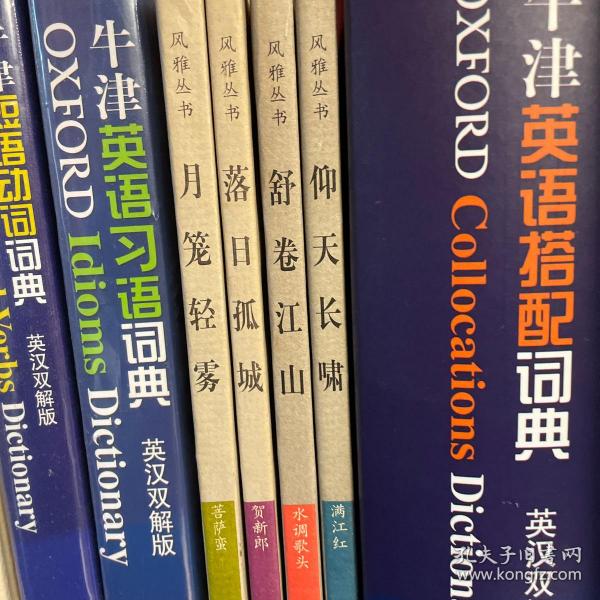 牛津
短语动词词典
Verbs Dictionary
英汉双解版
牛津
英语习语词典
OXFORD Idioms Dictionary
英汉双解版
风雅丛书
月笼轻雾
菩萨蛮
风雅丛书
落日孤城
贺新郎
风雅丛书
舒卷江山
水调歌头
风雅丛书
仰天长啸
满江红
牛津
英语搭配词典
OXFORD Collocations Diction
英汉双
孔夫子旧书网
www.kongfz.com